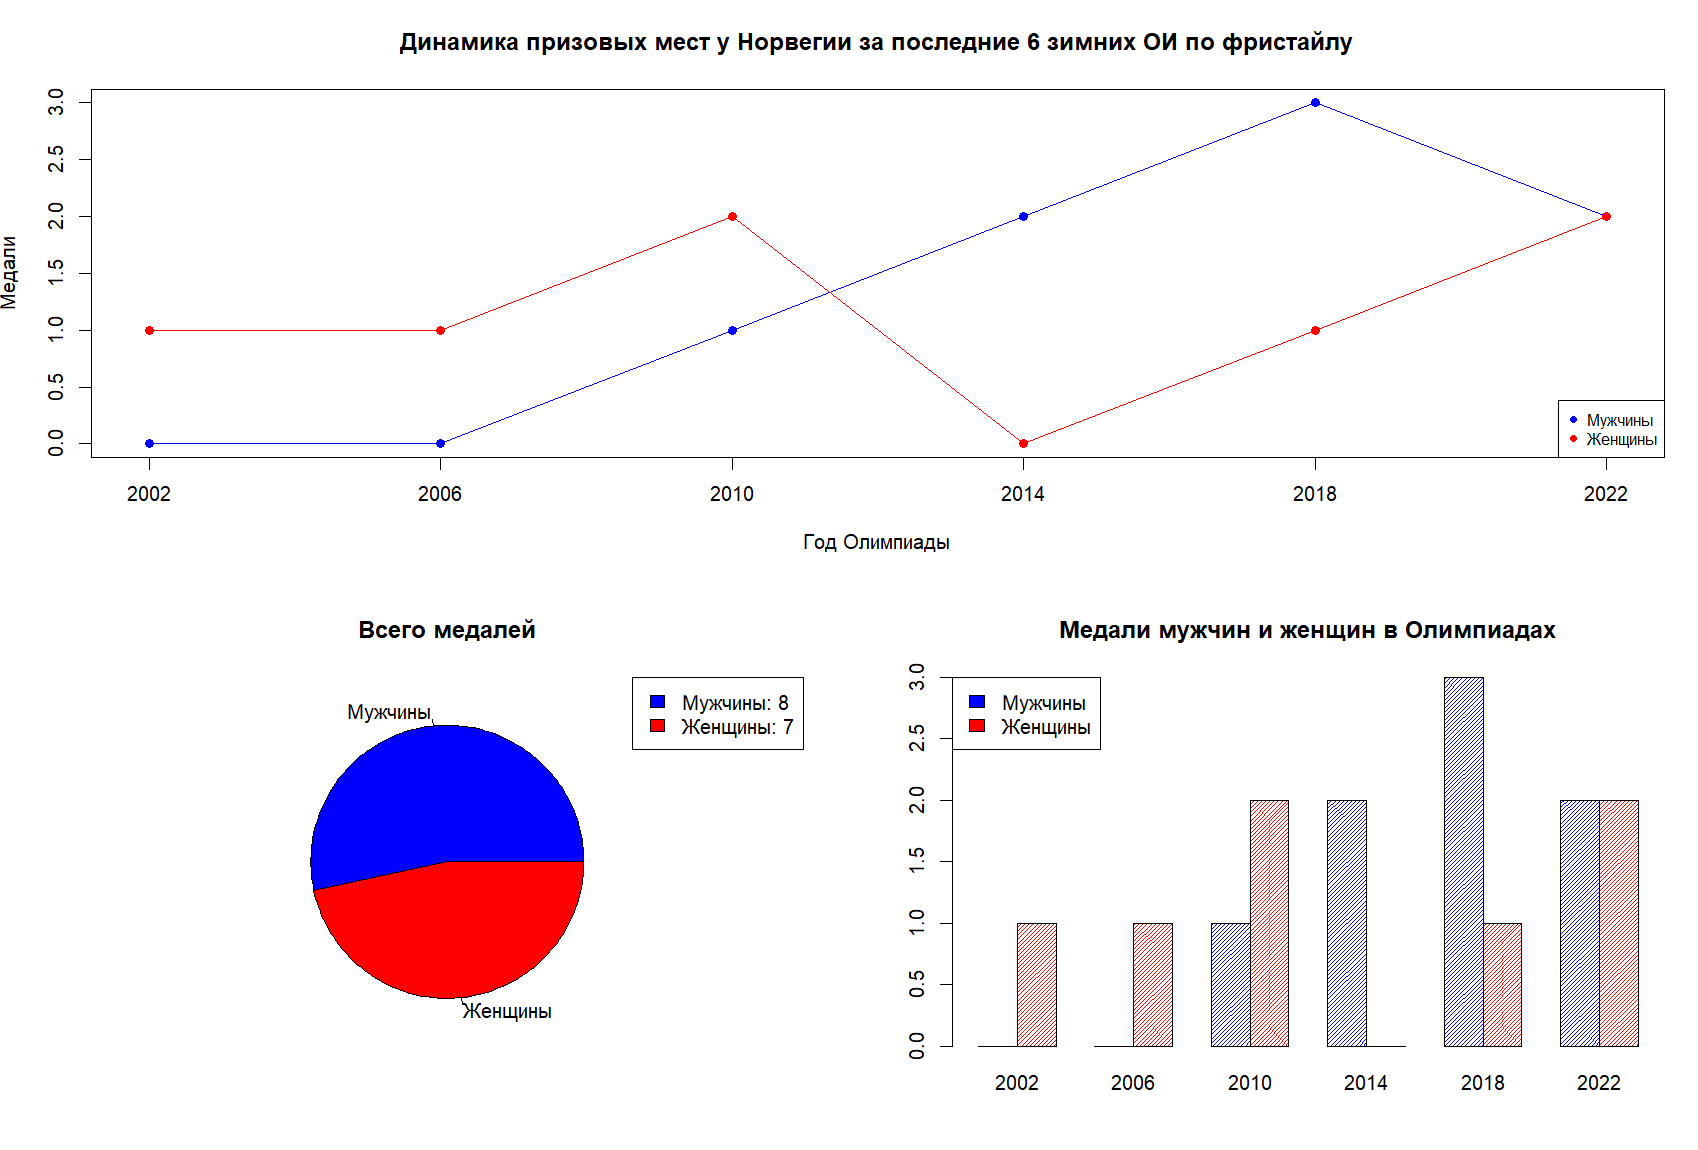 Динамика призовых мест у Норвегии за последние 6 зимних ОИ по фристайлу
Медали
3.0
2.5
2.0
1.5
1.0
0.5
0.0
Мужчины
Женщины
2002 2006 2010 2014 2018 2022
Год Олимпиады
Всего медалей
Мужчины: 8
Женщины: 7
Мужчины
Женщины
Медали мужчин и женщин в Олимпиадах
Мужчины
Женщины
3.0
2.5
2.0
1.5
1.0
0.5
0.0
2002 2006 2010 2014 2018 2022